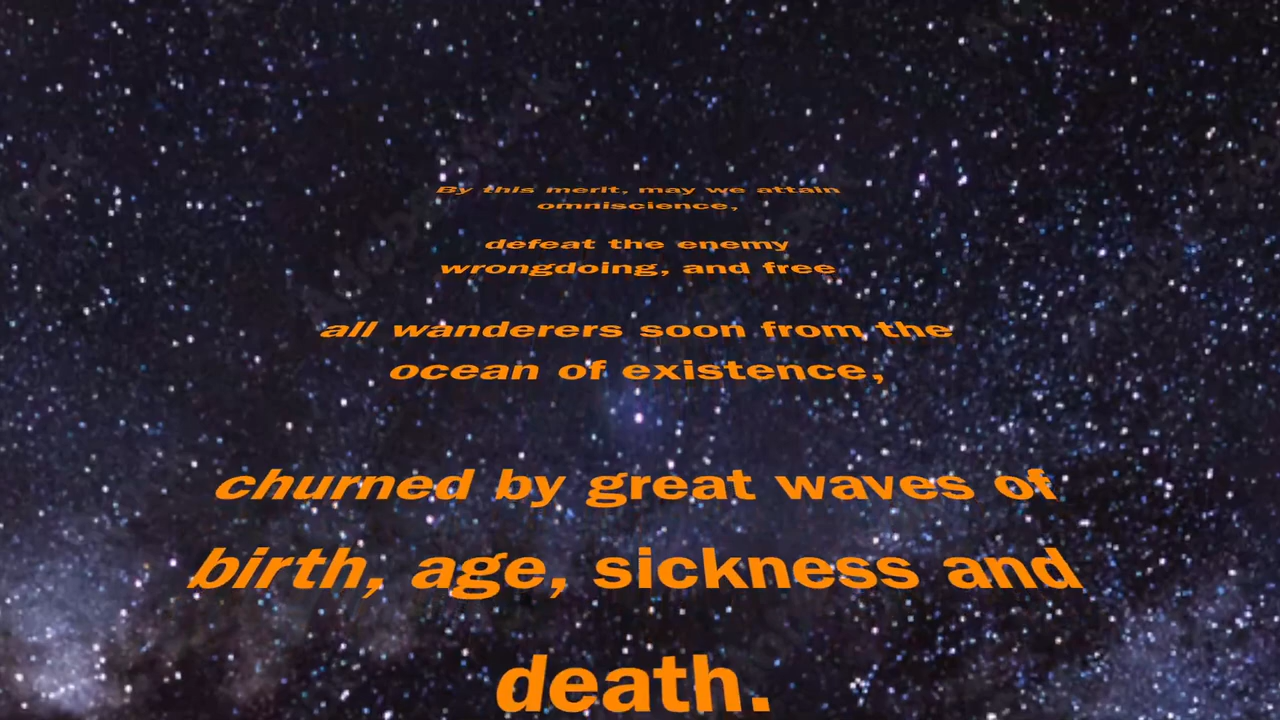 By this merit, may we attain
omniscience,
defeat the enemy
wrongdoing, and free
all wanderers soon from the
ocean of existence,
churned by great waves of
birth, age, sickness and
death.